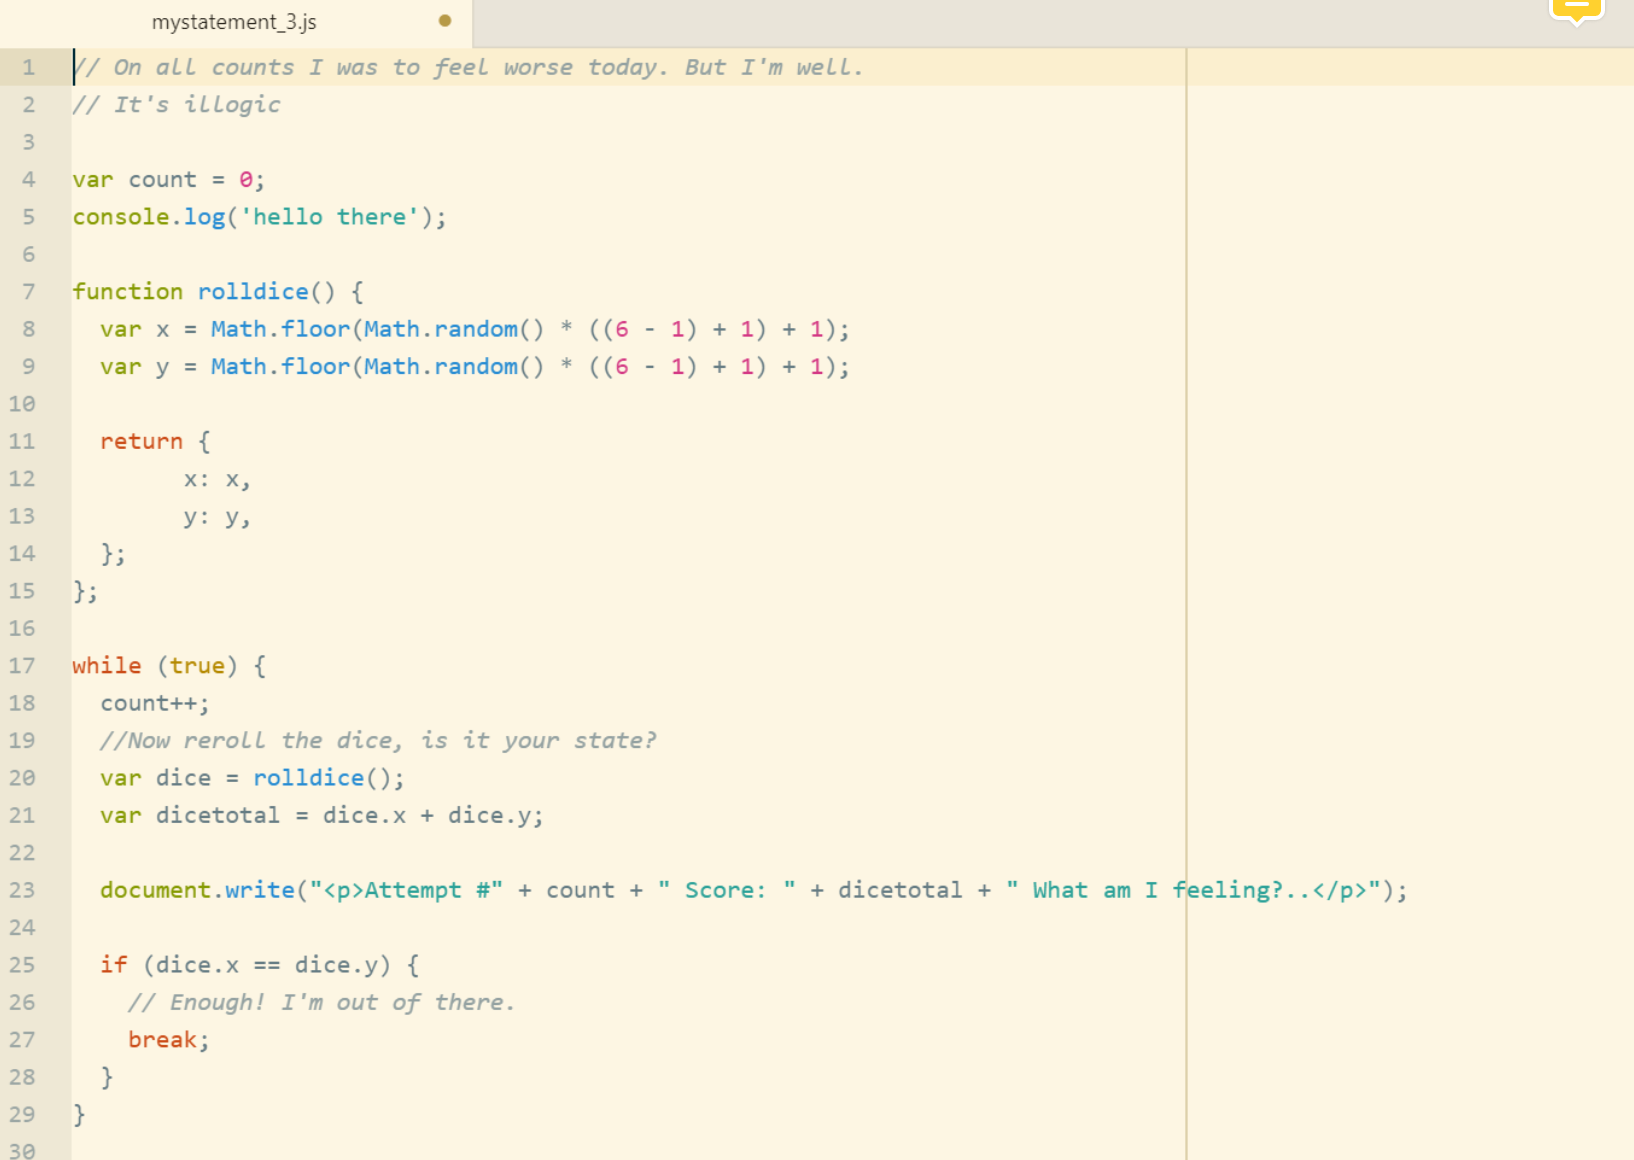 mystatement_3.js
1 // On all counts I was to feel worse today. But I'm well.
2 // It's illogic
3
4 var count = 0;
5 console.log('hello there');
6
7 function rolldice() {
8   var x = Math.floor(Math.random() * ((6 - 1) + 1) + 1);
9   var y = Math.floor(Math.random() * ((6 - 1) + 1) + 1);
10
11   return {
12         x: x,
13         y: y,
14   };
15 };
16
17 while (true) {
18   count++;
19   //Now reroll the dice, is it your state?
20   var dice = rolldice();
21   var dicetotal = dice.x + dice.y;
22
23   document.write("<p>Attempt #" + count + " Score: " + dicetotal + " What am I feeling?..</p>");
24
25   if (dice.x == dice.y) {
26     // Enough! I'm out of there.
27     break;
28   }
29 }
30